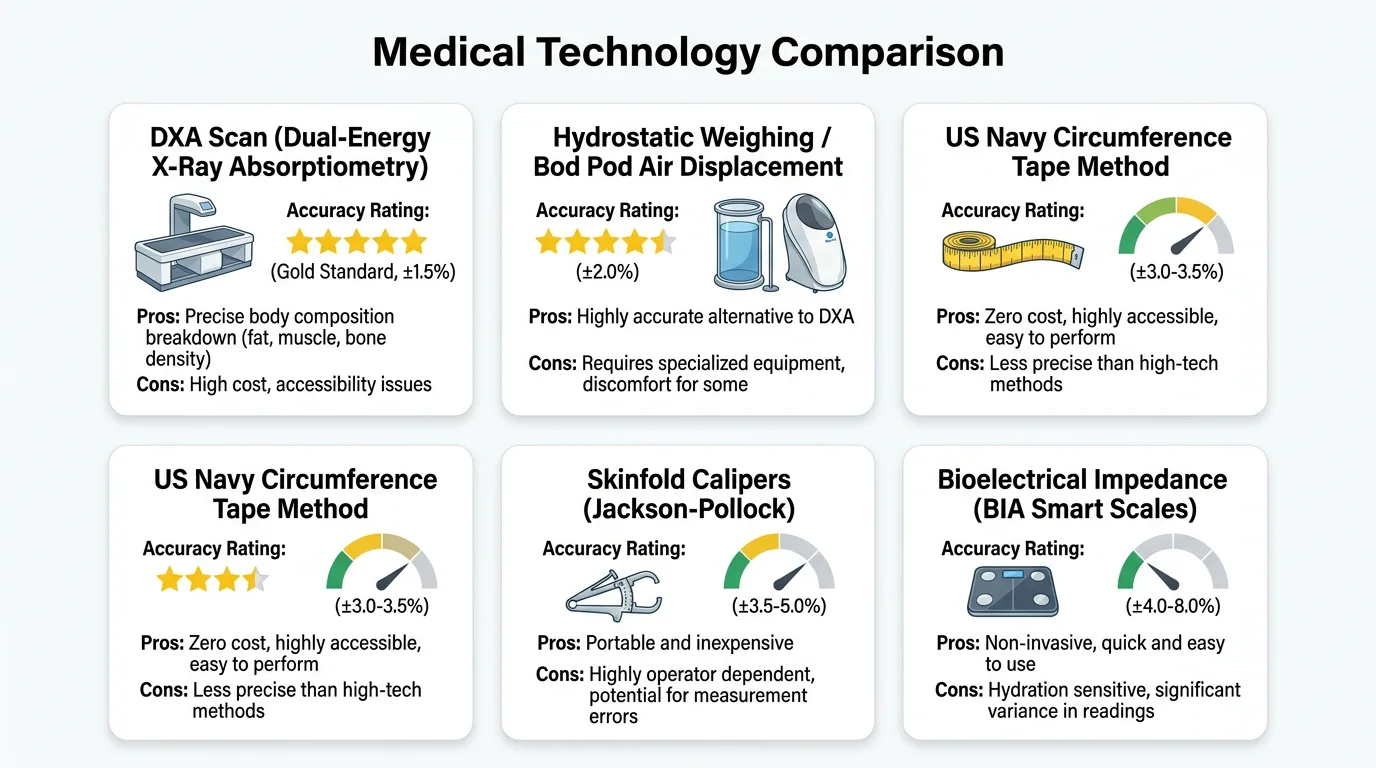 Medical Technology Comparison
DXA Scan (Dual-Energy
X-Ray Absorptiometry)
Accuracy Rating:
(Gold Standard, ±1.5%)
Pros: Precise body composition
breakdown (fat, muscle, bone
density)
Cons: High cost, accessibility issues
Hydrostatic Weighing /
Bod Pod Air Displacement
Accuracy Rating:
(±2.0%)
Pros: Highly accurate alternative to DXA
Cons: Requires specialized equipment,
discomfort for some
US Navy Circumference
Tape Method
Accuracy Rating:
(±3.0-3.5%)
Pros: Zero cost, highly accessible,
easy to perform
Cons: Less precise than high-tech
methods
US Navy Circumference
Tape Method
Accuracy Rating:
(±3.0-3.5%)
Pros: Zero cost, highly accessible,
easy to perform
Cons: Less precise than high-tech
methods
Skinfold Calipers
(Jackson-Pollock)
Accuracy Rating:
(±3.5-5.0%)
Pros: Portable and inexpensive
Cons: Highly operator dependent,
potential for measurement
errors
Bioelectrical Impedance
(BIA Smart Scales)
Accuracy Rating:
(±4.0-8.0%)
Pros: Non-invasive, quick and easy
to use
Cons: Hydration sensitive, significant
variance in readings